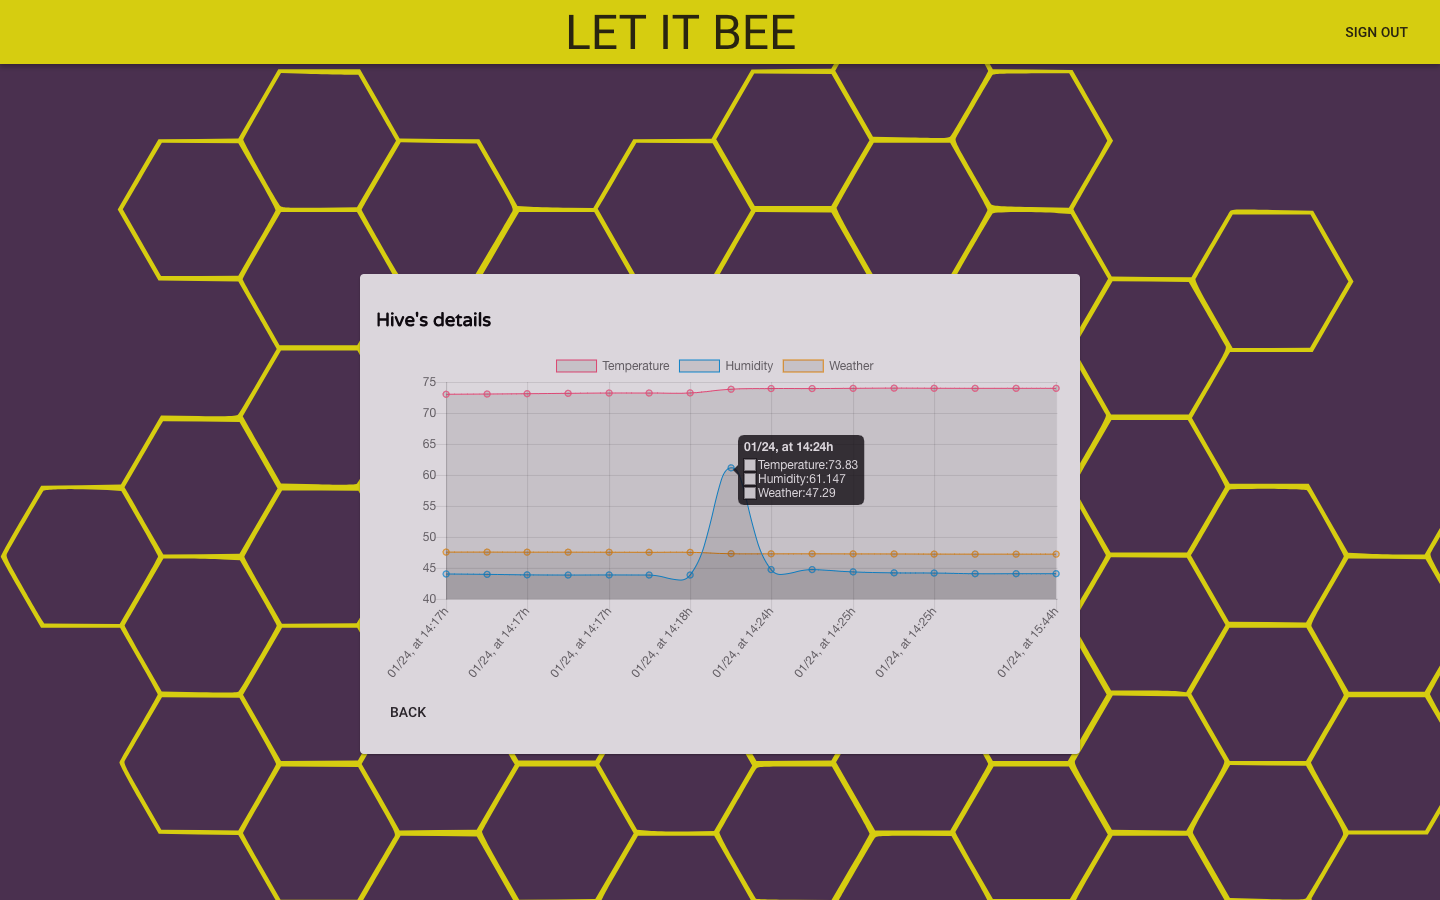 LET IT BEE
SIGN OUT
Hive's details
Temperature Humidity Weather
75
70
65
60
55
50
45
40
01/24, at 14:24h
Temperature:73.83
Humidity:61.147
Weather:47.29
01/24, at 14:17h
01/24, at 14:17h
01/24, at 14:17h
01/24, at 14:18h
01/24, at 14:24h
01/24, at 14:25h
01/24, at 14:25h
01/24, at 15:44h
BACK